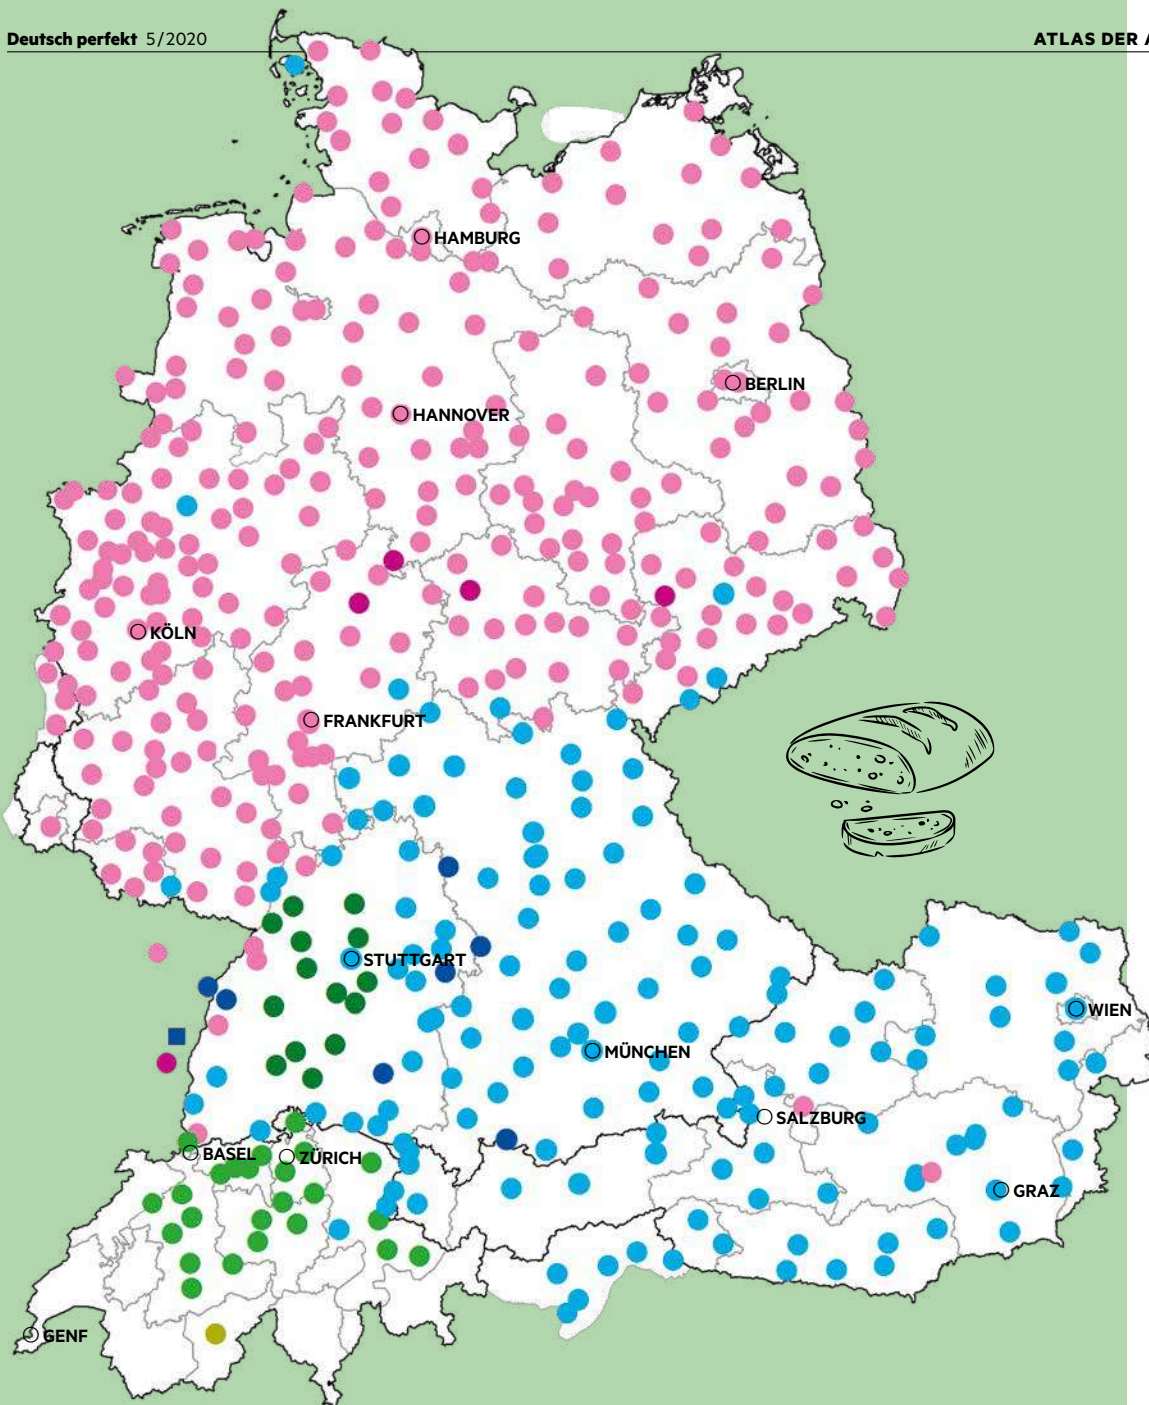 Deutsch perfekt 5/2020
ATLAS DER A
HAMBURG
BERLIN
HANNOVER
KÖLN
FRANKFURT
STUTTGART
WIEN
MÜNCHEN
SALZBURG
BASEL
ZÜRICH
GRAZ
GENF